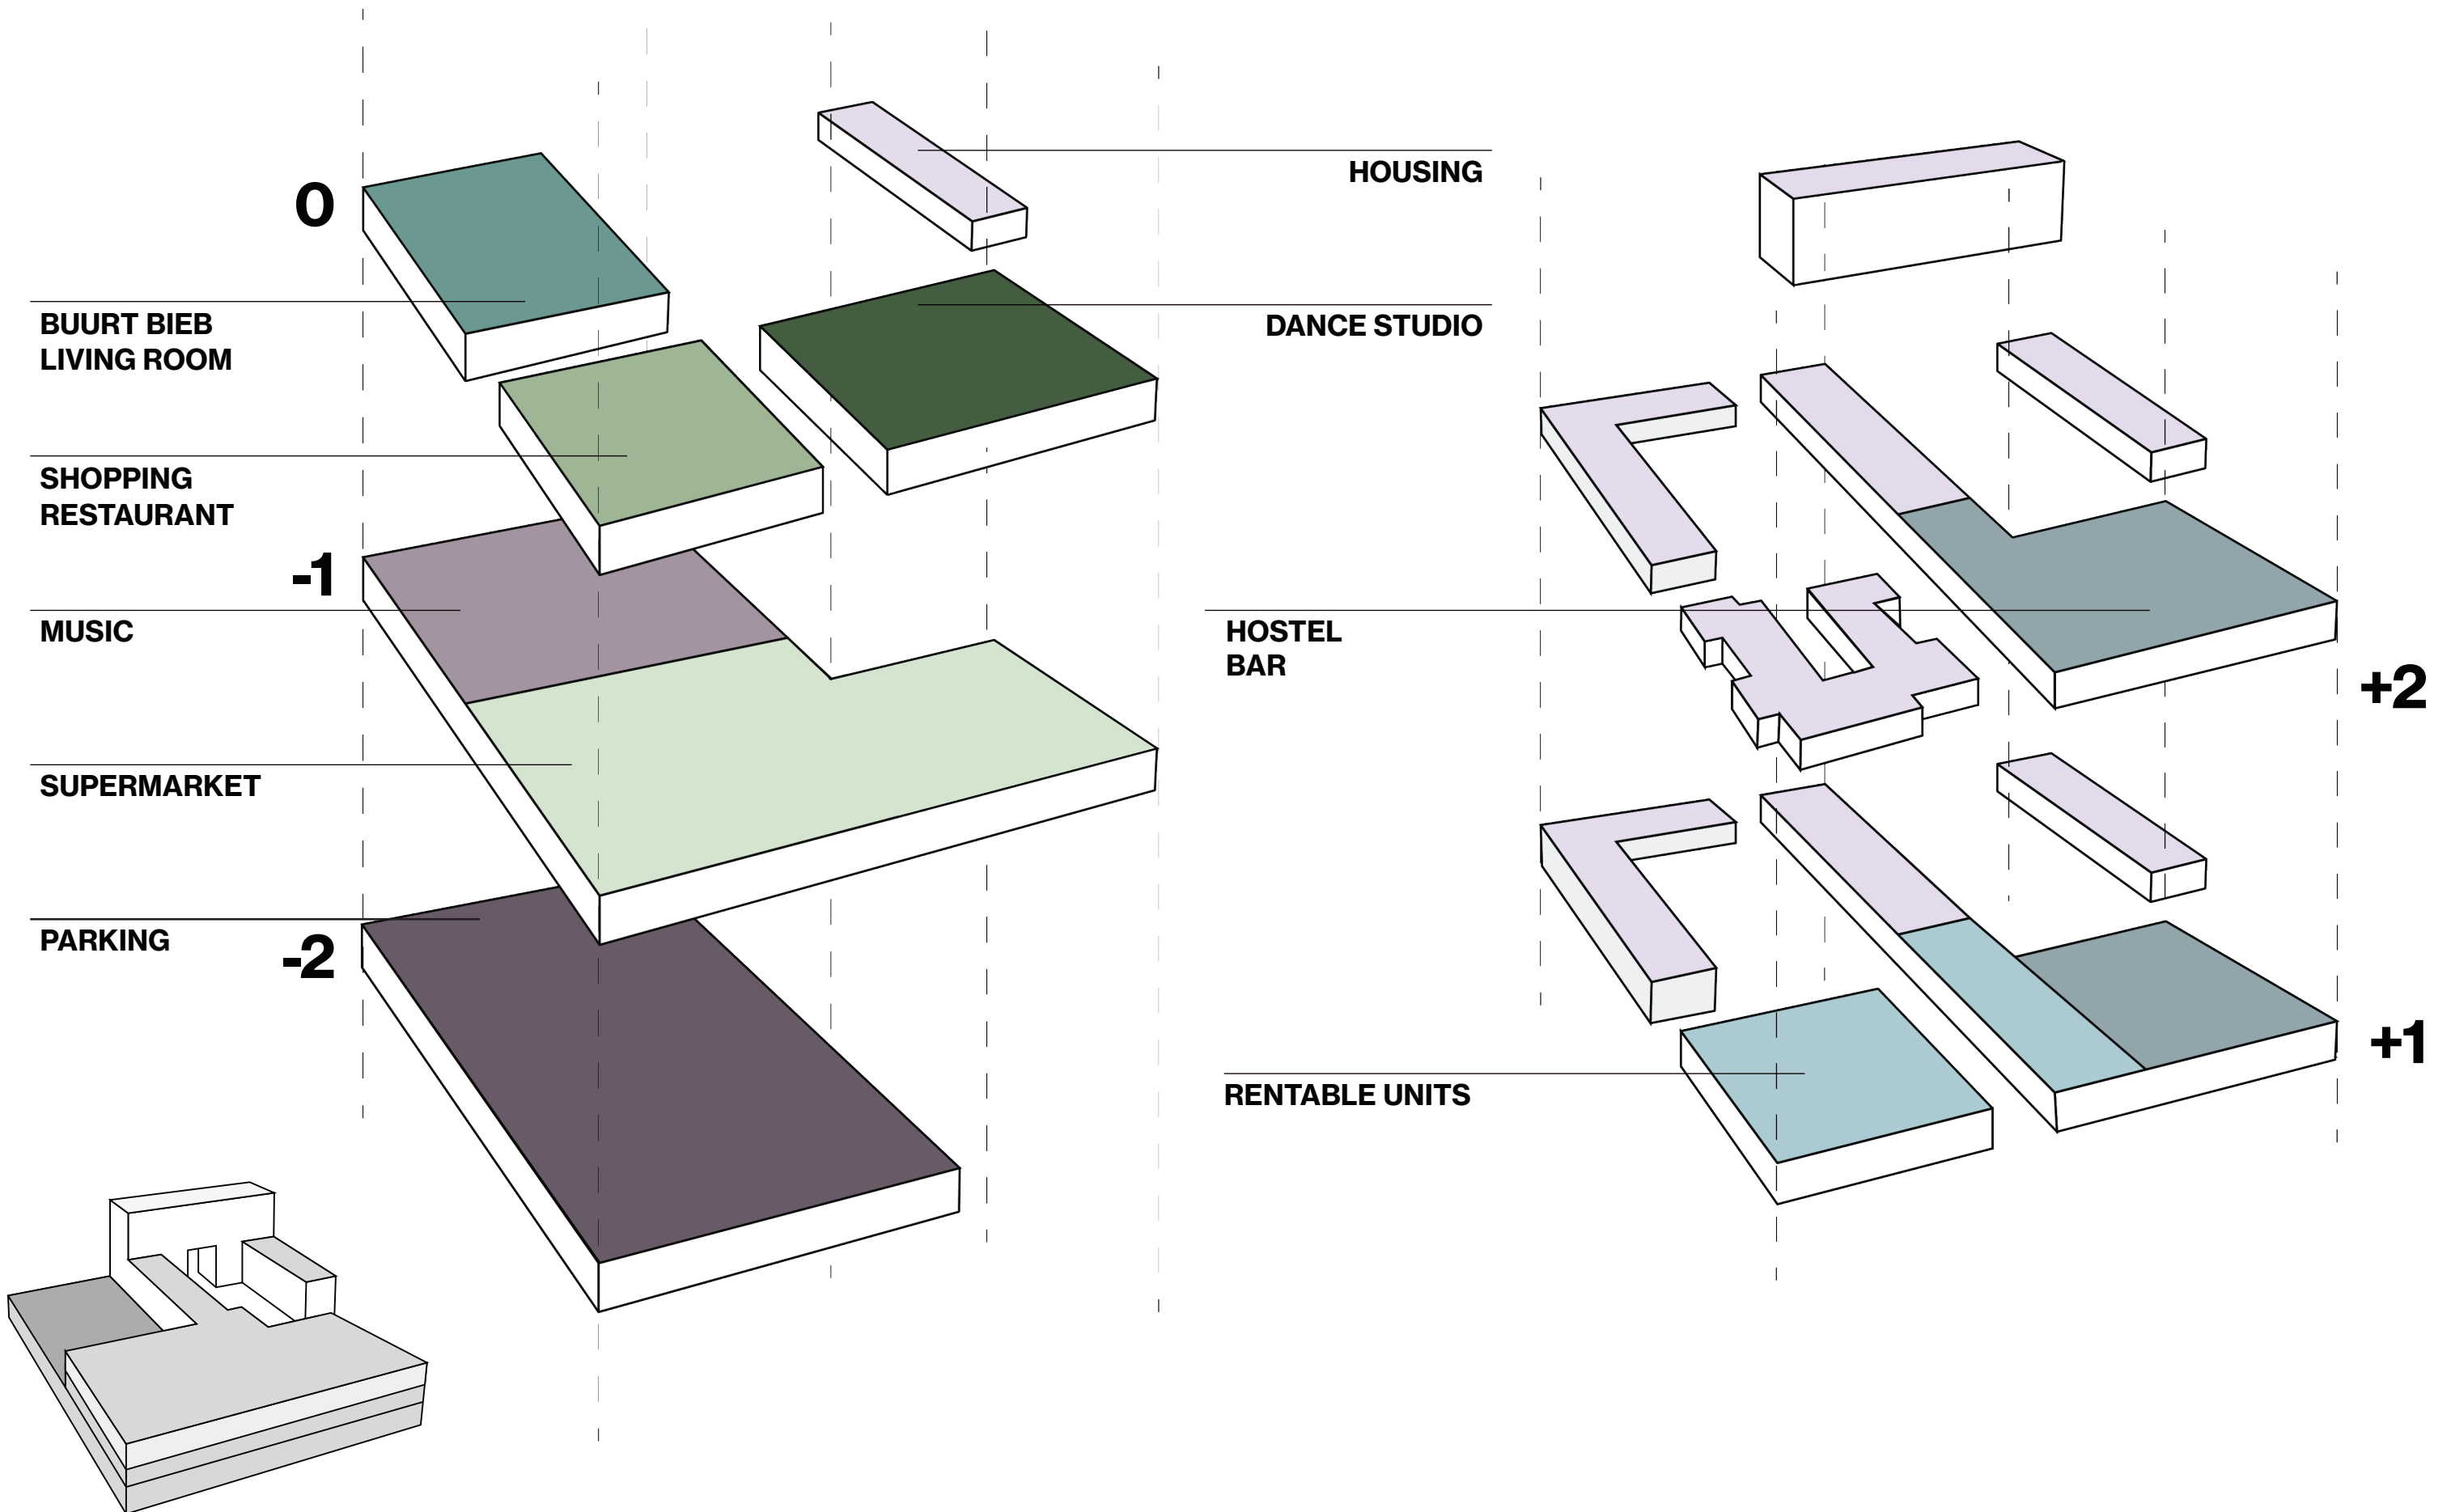 HOUSING
0
BUURT BIEB
LIVING ROOM
DANCE STUDIO
SHOPPING
RESTAURANT
-1
MUSIC
HOSTEL
BAR
+2
SUPERMARKET
PARKING
-2
+1
RENTABLE UNITS